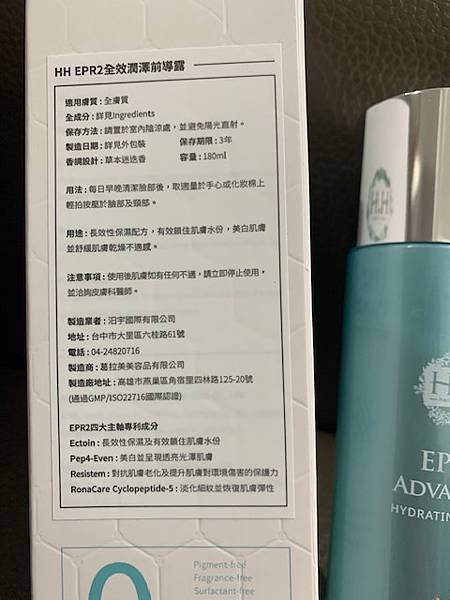 HH EPR2全效潤澤前導露
適用膚質：全膚質
全成分：詳見Ingredients
保存方法：請置於室內陰涼處，並避免陽光直射。
製造日期：詳見外包裝 保存期限：3年
香調設計：草本迷迭香 容量：180ml
用法：每日早晚清潔臉部後，取適量於手心或化妝棉上
輕拍按壓於臉部及頸部。
用途：長效性保濕配方，有效鎖住肌膚水份，美白肌膚
並舒緩肌膚乾燥不適感。
注意事項：使用後肌膚如有任何不適，請立即停止使用，
並洽詢皮膚科醫師。
製造業者：汩宇國際有限公司
地址：台中市大里區六桂路61號
電話：04-24820716
製造商：葛拉美美容品有限公司
製造廠地址：高雄市燕巢區角宿里四林路125-20號
(通過GMP/ISO22716國際認證)
EPR2四大主軸專利成分
Ectoin：長效性保濕及有效鎖住肌膚水份
Pep4-Even：美白並呈現透亮光澤肌膚
Resistem：對抗肌膚老化及提升肌膚對環境傷害的保護力
RonaCare Cyclopeptide-5：淡化細紋並恢復肌膚彈性
Pigment-free
Fragrance-free
Surfactant-free
HH
H
EP
ADVA
HYDRATIN